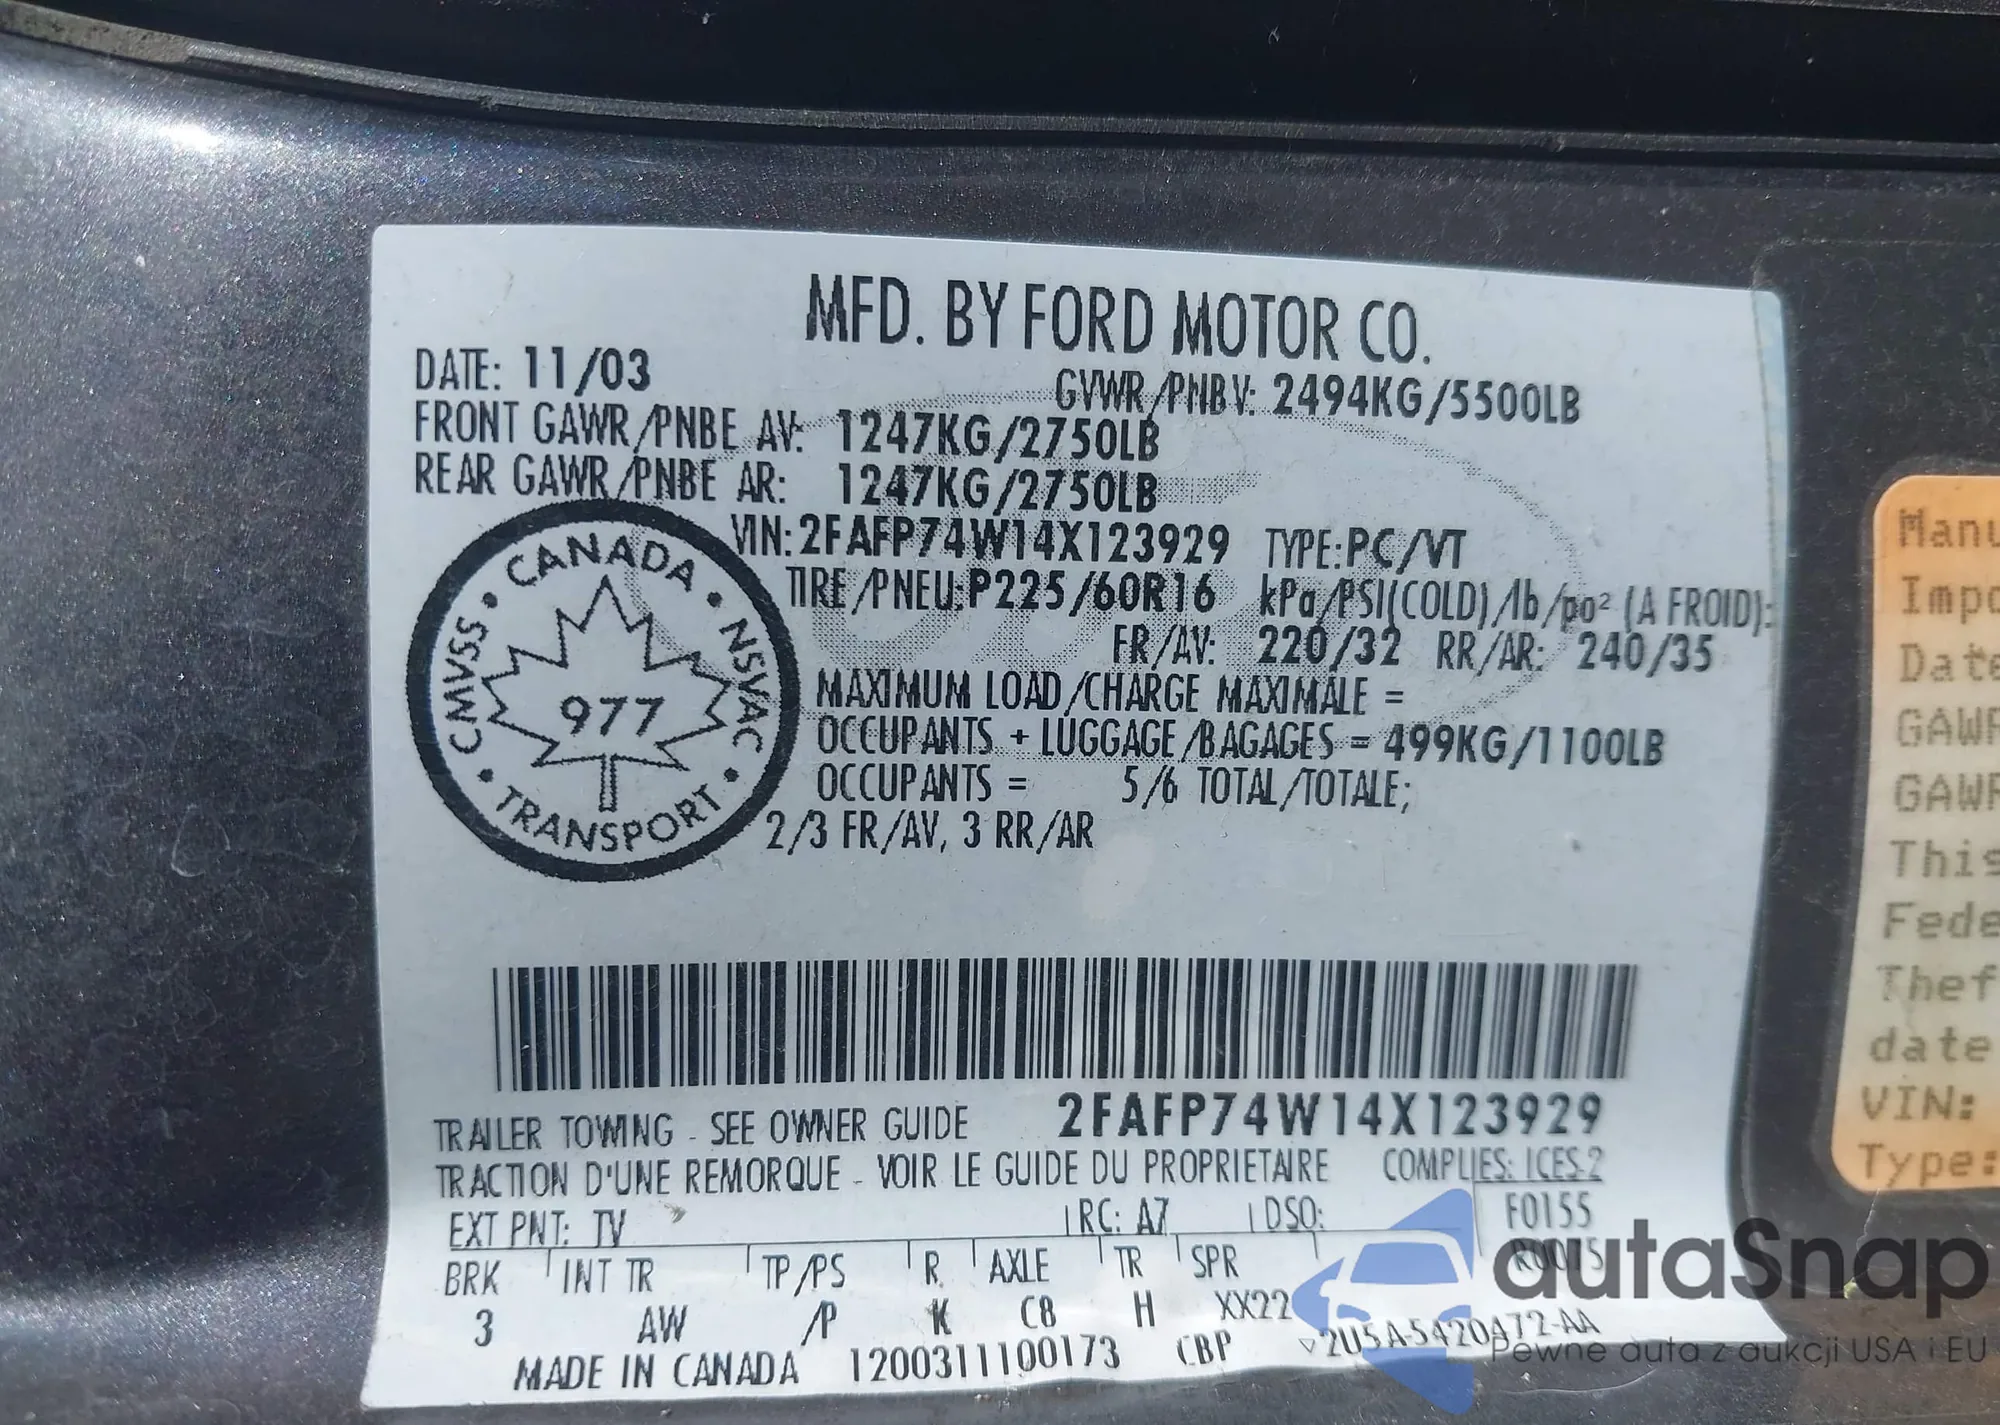 MFD. BY FORD MOTOR CO.
DATE: 11/03
GVWR/PNBV: 2494KG/5500LB
FRONT GAWR/PNBE AV: 1247KG/2750LB
REAR GAWR/PNBE AR: 1247KG/2750LB
VIN: 2FAFP74W14X123929 TYPE: PC/VT
TIRE/PNEU: P225/60R16 kPa/PSI(COLD)/lb/po² (A FROID):
FR/AV: 220/32 RR/AR: 240/35
MAXIMUM LOAD/CHARGE MAXIMALE =
OCCUPANTS + LUGGAGE/BAGAGES = 499KG/1100LB
OCCUPANTS = 5/6 TOTAL/TOTALE;
2/3 FR/AV, 3 RR/AR
CANADA • NSVAC • TRANSPORT • CMVSS •
977
2FAFP74W14X123929
TRAILER TOWING - SEE OWNER GUIDE
TRACTION D'UNE REMORQUE - VOIR LE GUIDE DU PROPRIETAIRE COMPLIES: ICES-2
EXT PNT: TV RC: A7 DSO: F0155
R0075
BRK INT TR TP/PS R AXLE TR SPR
3 AW /P K C8 H XX22
MADE IN CANADA 1200311100173 CBP ▽2U5A-5420472-AA
Manu
Impo
Date
GAWR
GAWR
This
Fede
Thef
date
VIN:
Type:
autaSnap
Pewne auta z aukcji USA i EU